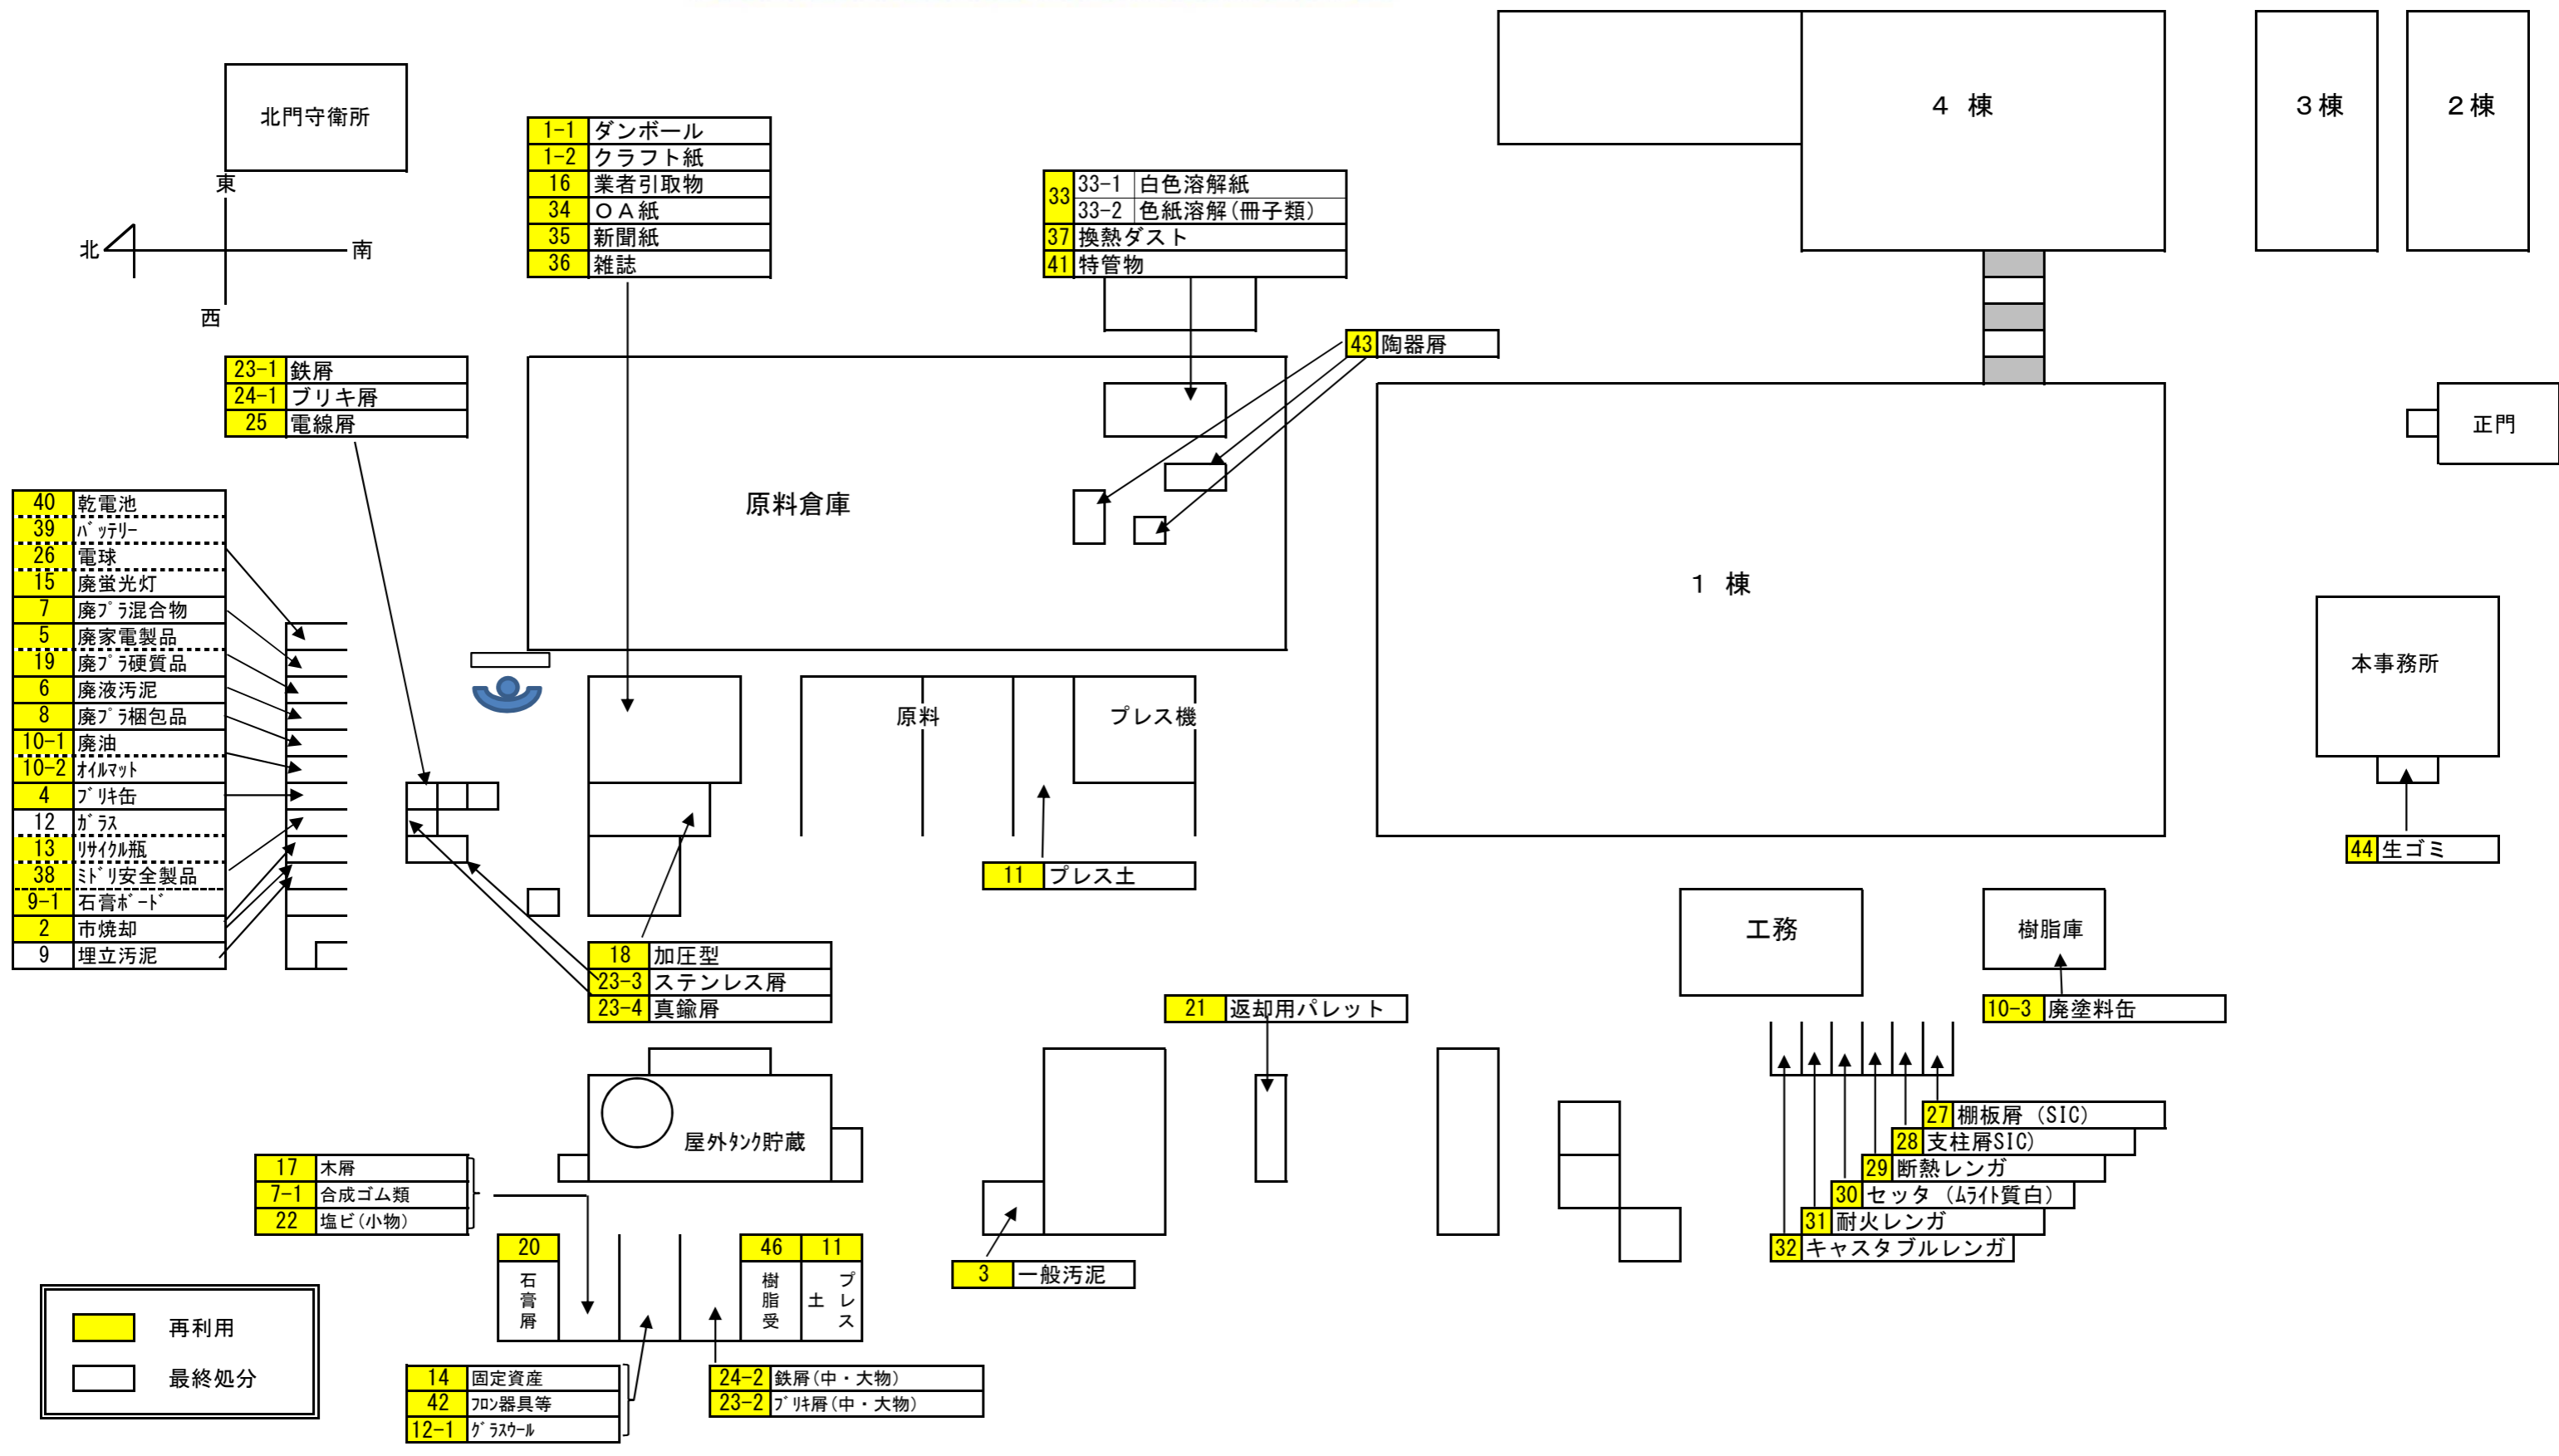 北門守衛所
東
北
南
西
4 棟
3棟
2棟
1-1 ダンボール
1-2 クラフト紙
16 業者引取物
34 ＯＡ紙
35 新聞紙
36 雑誌
33 33-1 白色溶解紙
33-2 色紙溶解(冊子類)
37 換熱ダスト
41 特管物
43 陶器屑
23-1 鉄屑
24-1 ブリキ屑
25 電線屑
正門
原料倉庫
1 棟
40 乾電池
39 ﾊﾞｯﾃﾘｰ
26 電球
15 廃蛍光灯
7 廃ﾌﾟﾗ混合物
5 廃家電製品
19 廃ﾌﾟﾗ硬質品
6 廃液汚泥
8 廃ﾌﾟﾗ梱包品
10-1 廃油
10-2 ｵｲﾙﾏｯﾄ
4 ﾌﾞﾘｷ缶
12 ｶﾞﾗｽ
13 ﾘｻｲｸﾙ瓶
38 ﾐﾄﾞﾘ安全製品
9-1 石膏ﾎﾞｰﾄﾞ
2 市焼却
9 埋立汚泥
本事務所
原料
プレス機
44 生ゴミ
11 プレス土
工務
樹脂庫
18 加圧型
23-3 ステンレス屑
23-4 真鍮屑
21 返却用パレット
10-3 廃塗料缶
屋外ﾀﾝｸ貯蔵
27 棚板屑 (SIC)
28 支柱屑SIC)
29 断熱レンガ
30 セッタ (ﾑﾗｲﾄ質白)
31 耐火レンガ
32 キャスタブルレンガ
17 木屑
7-1 合成ゴム類
22 塩ビ(小物)
20 石膏屑
46 樹脂受
11 プレス土
3 一般汚泥
再利用
最終処分
14 固定資産
42 ﾌﾛﾝ器具等
12-1 ｸﾞﾗｽｳｰﾙ
24-2 鉄屑(中・大物)
23-2 ﾌﾞﾘｷ屑(中・大物)